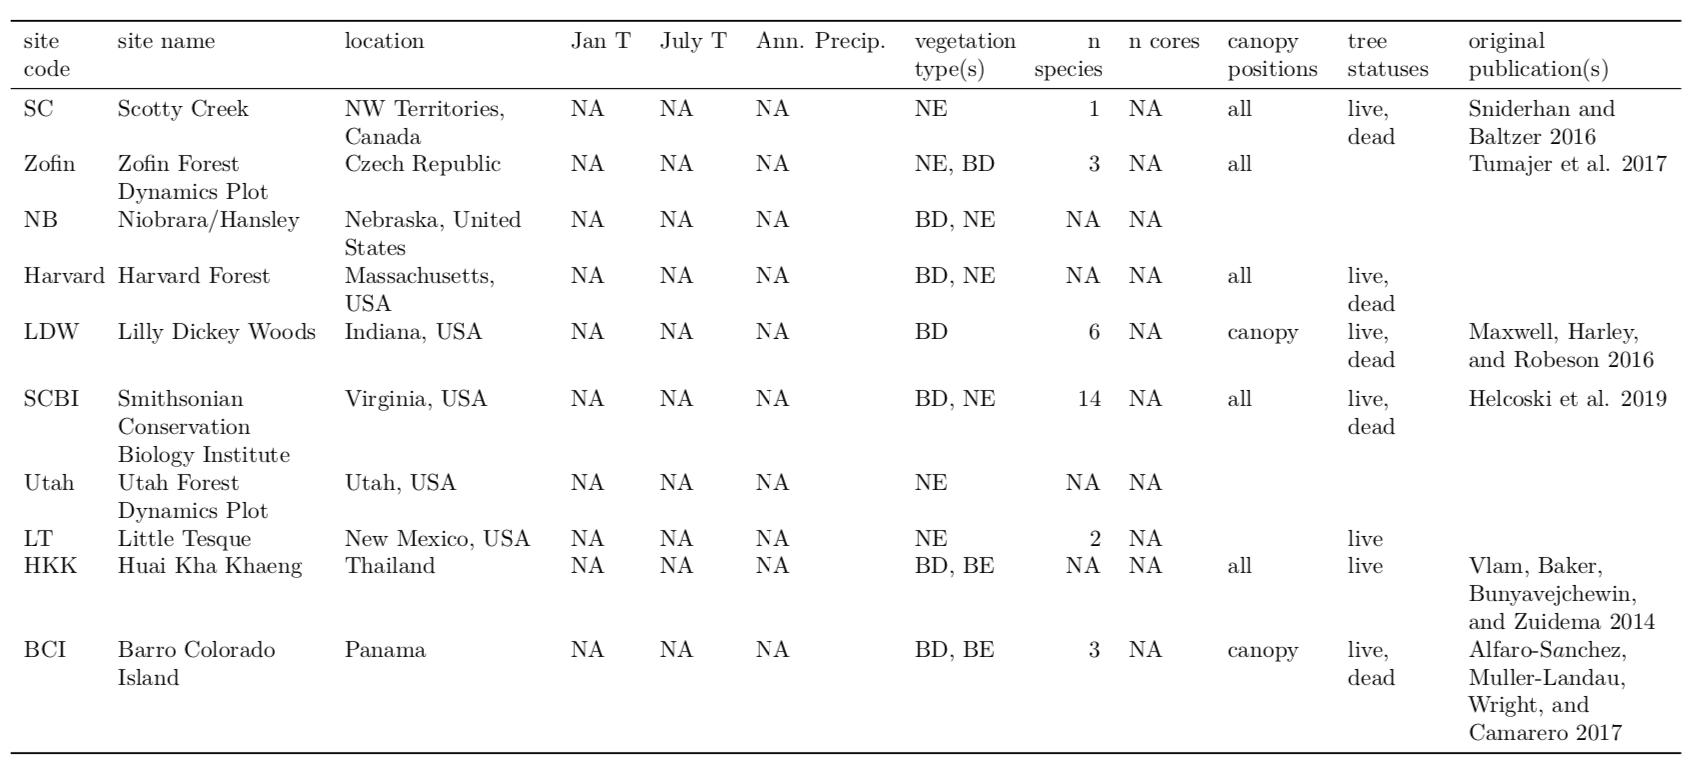 site site name location Jan T July T Ann. Precip. vegetation n n cores canopy tree original
code type(s) species positions statuses publication(s)
SC Scotty Creek NW Territories, NA NA NA NE 1 NA all live, Sniderhan and
Canada dead Baltzer 2016
Zofin Zofin Forest Czech Republic NA NA NA NE, BD 3 NA all Tumajer et al. 2017
Dynamics Plot
NB Niobrara/Hansley Nebraska, United NA NA NA BD, NE NA NA
States
Harvard Harvard Forest Massachusetts, NA NA NA BD, NE NA NA all live,
USA dead
LDW Lilly Dickey Woods Indiana, USA NA NA NA BD 6 NA canopy live, Maxwell, Harley,
dead and Robeson 2016
SCBI Smithsonian Virginia, USA NA NA NA BD, NE 14 NA all live, Helcoski et al. 2019
Conservation dead
Biology Institute
Utah Utah Forest Utah, USA NA NA NA NE NA NA
Dynamics Plot
LT Little Tesque New Mexico, USA NA NA NA NE 2 NA live
HKK Huai Kha Khaeng Thailand NA NA NA BD, BE NA NA all live Vlam, Baker,
Bunyavejchewin,
and Zuidema 2014
BCI Barro Colorado Panama NA NA NA BD, BE 3 NA canopy live, Alfaro-Sanchez,
Island dead Muller-Landau,
Wright, and
Camarero 2017